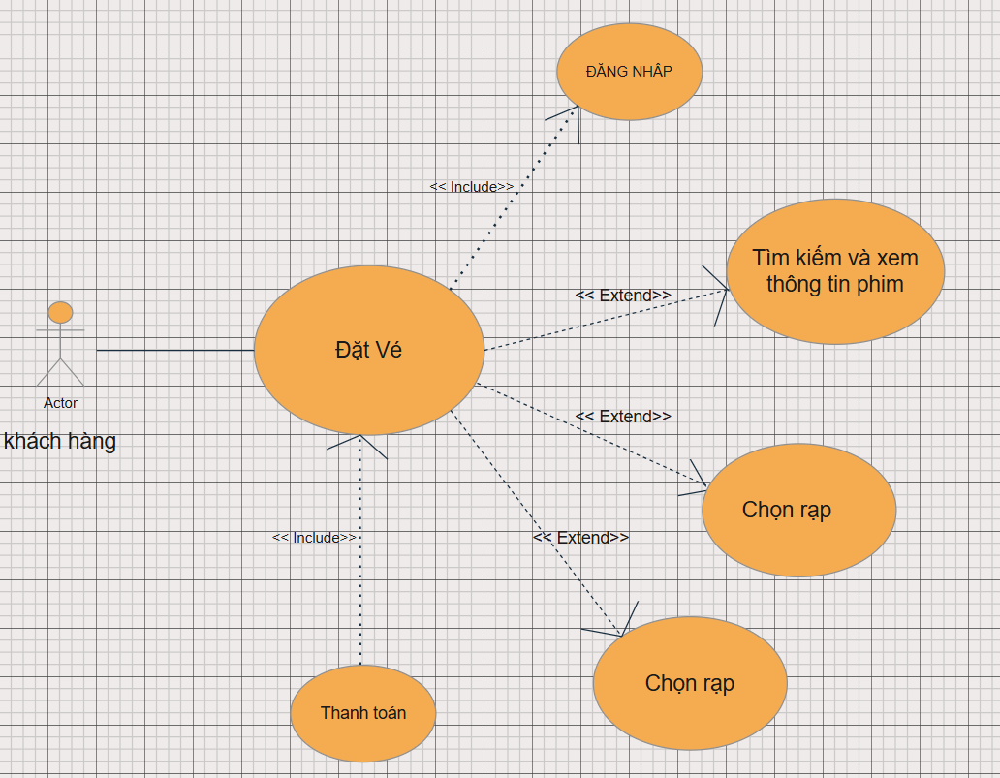 ĐĂNG NHẬP
<< Include>>
Tìm kiếm và xem
thông tin phim
<< Extend>>
Đặt Vé
Actor
khách hàng
<< Extend>>
Chọn rạp
<< Include>>
<< Extend>>
Chọn rạp
Thanh toán